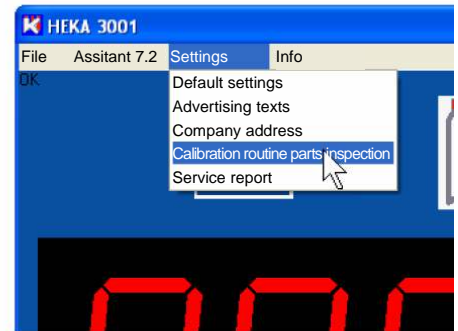 HEKA 3001
File Assitant 7.2 Settings Info
OK
Default settings
Advertising texts
Company address
Calibration routine parts inspection
Service report